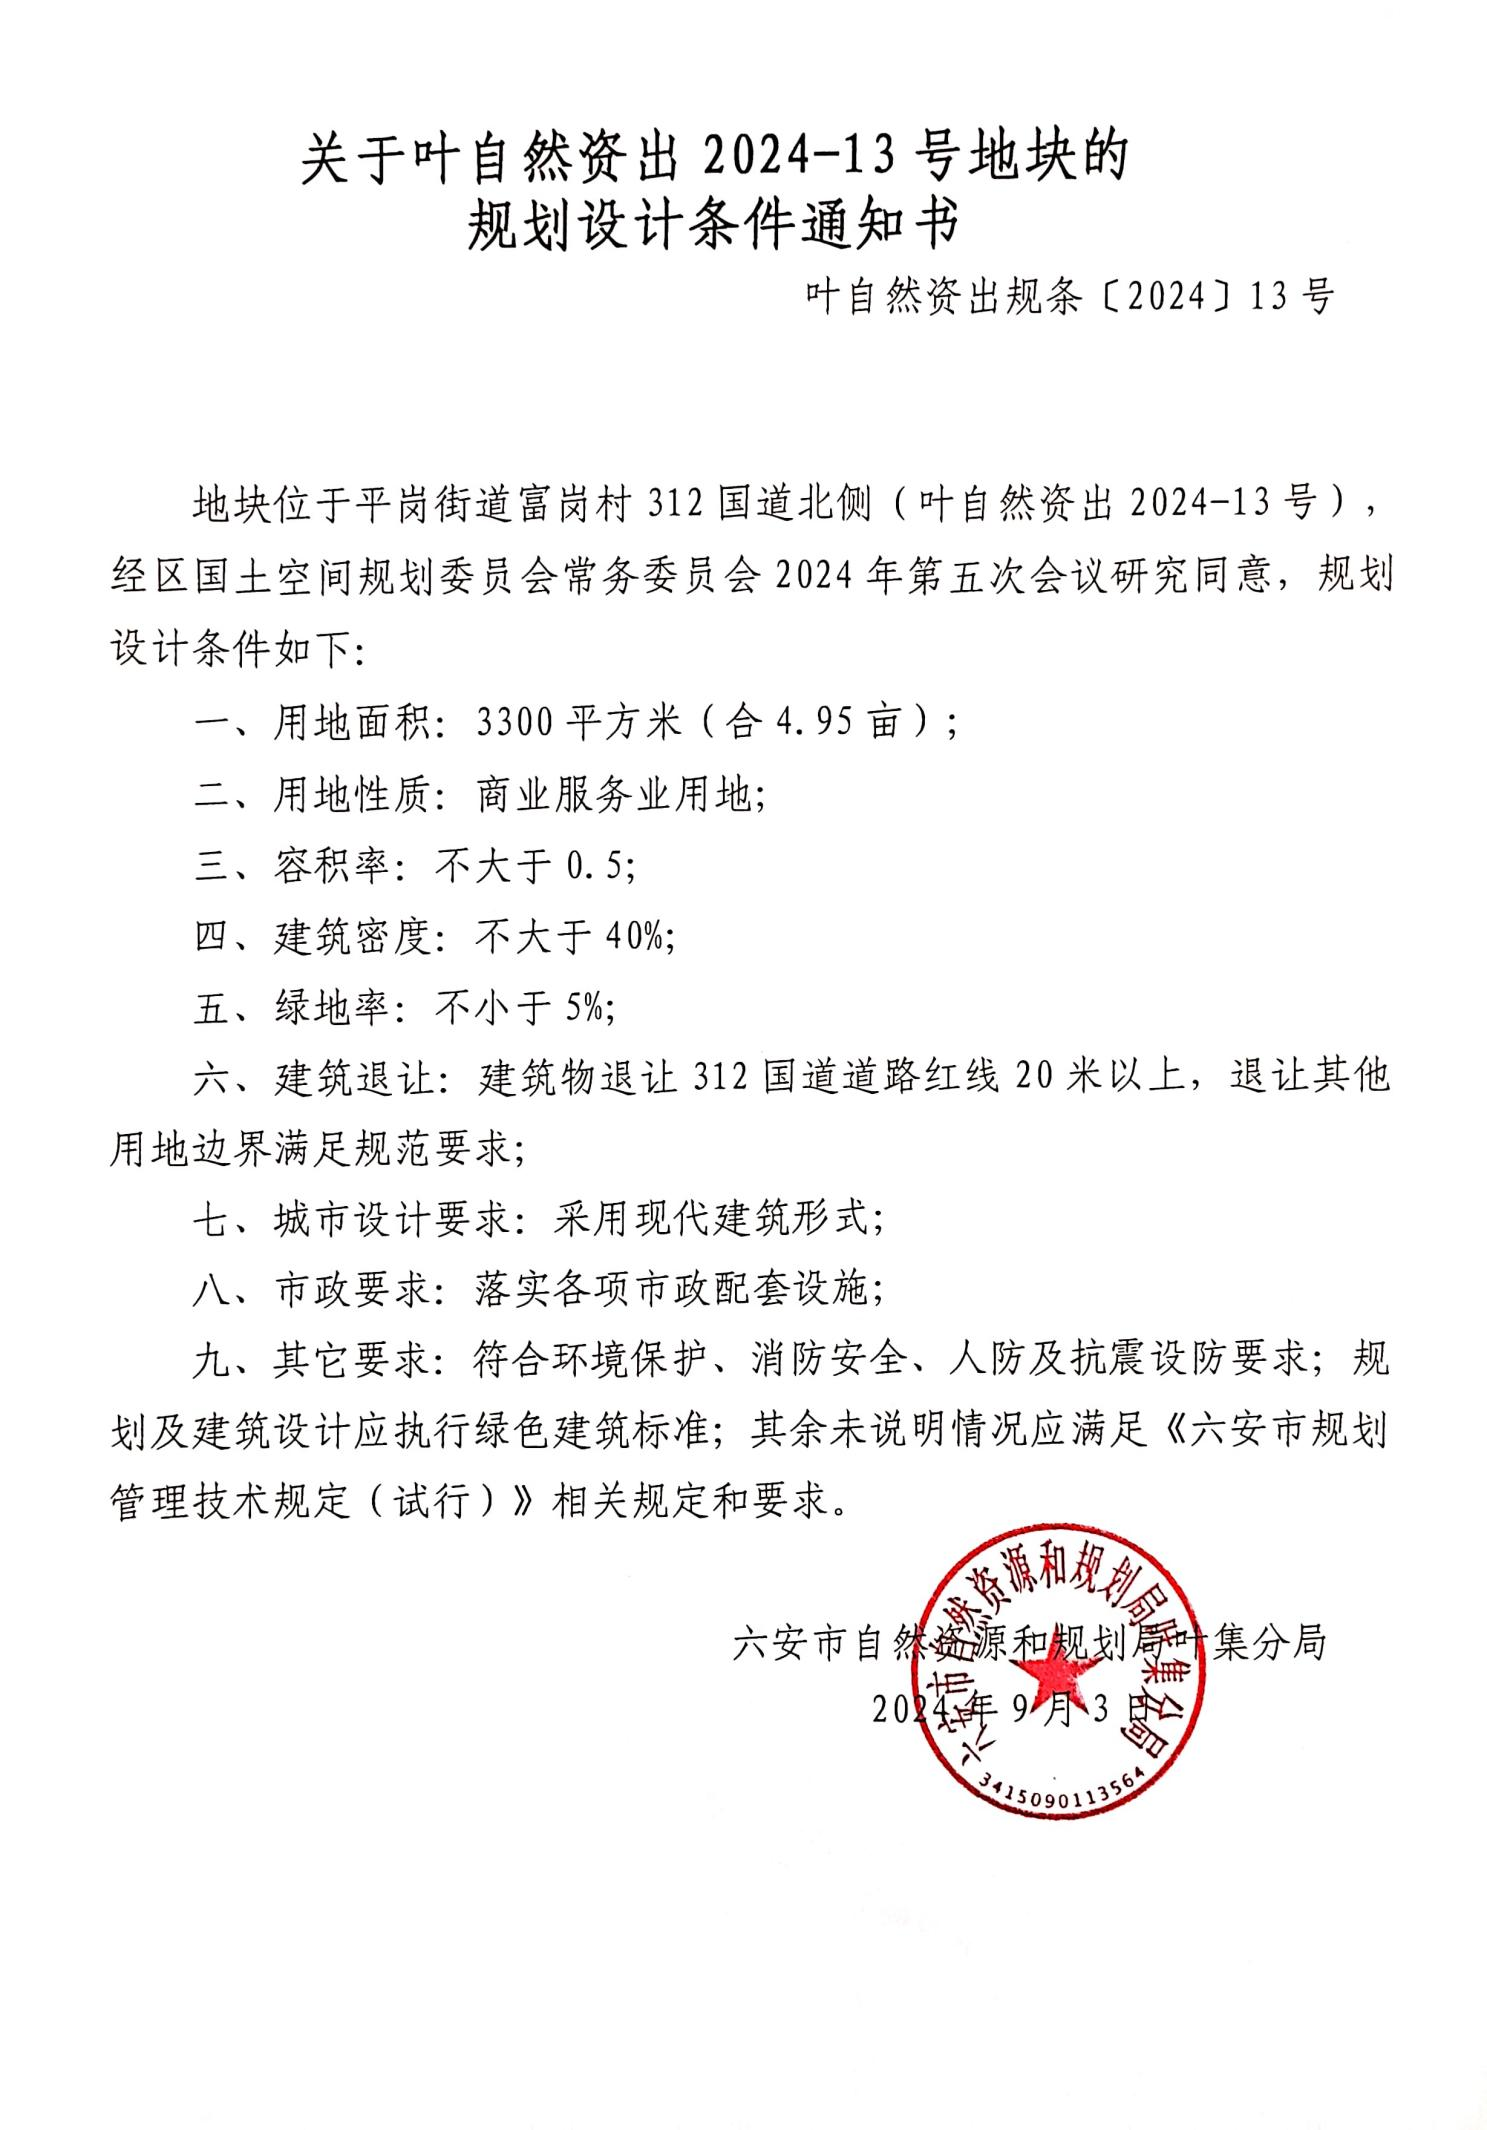 关于叶自然资出 2024-13 号地块的
规划设计条件通知书
叶自然资出规条〔2024〕13 号
地块位于平岗街道富岗村 312 国道北侧（叶自然资出 2024-13 号），
经区国土空间规划委员会常务委员会 2024 年第五次会议研究同意，规划
设计条件如下：
一、用地面积：3300 平方米（合 4.95 亩）；
二、用地性质：商业服务业用地；
三、容积率：不大于 0.5；
四、建筑密度：不大于 40%；
五、绿地率：不小于 5%；
六、建筑退让：建筑物退让 312 国道道路红线 20 米以上，退让其他
用地边界满足规范要求；
七、城市设计要求：采用现代建筑形式；
八、市政要求：落实各项市政配套设施；
九、其它要求：符合环境保护、消防安全、人防及抗震设防要求；规
划及建筑设计应执行绿色建筑标准；其余未说明情况应满足《六安市规划
管理技术规定（试行）》相关规定和要求。
六安市自然资源和规划局叶集分局
2024 年 9 月 3 日
六安市自然资源和规划局叶集分局
3415090113564